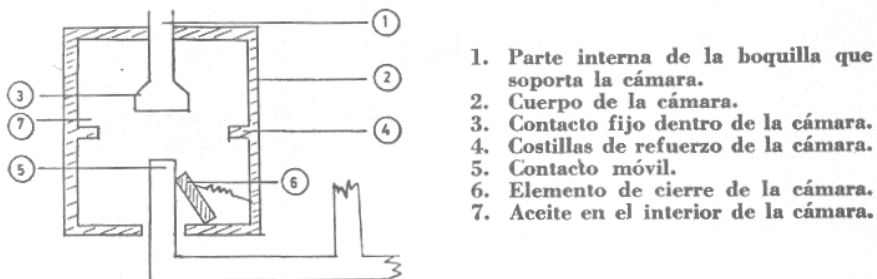 1
2
3
7
4
5
6
1. Parte interna de la boquilla que
soporta la cámara.
2. Cuerpo de la cámara.
3. Contacto fijo dentro de la cámara.
4. Costillas de refuerzo de la cámara.
5. Contacto móvil.
6. Elemento de cierre de la cámara.
7. Aceite en el interior de la cámara.